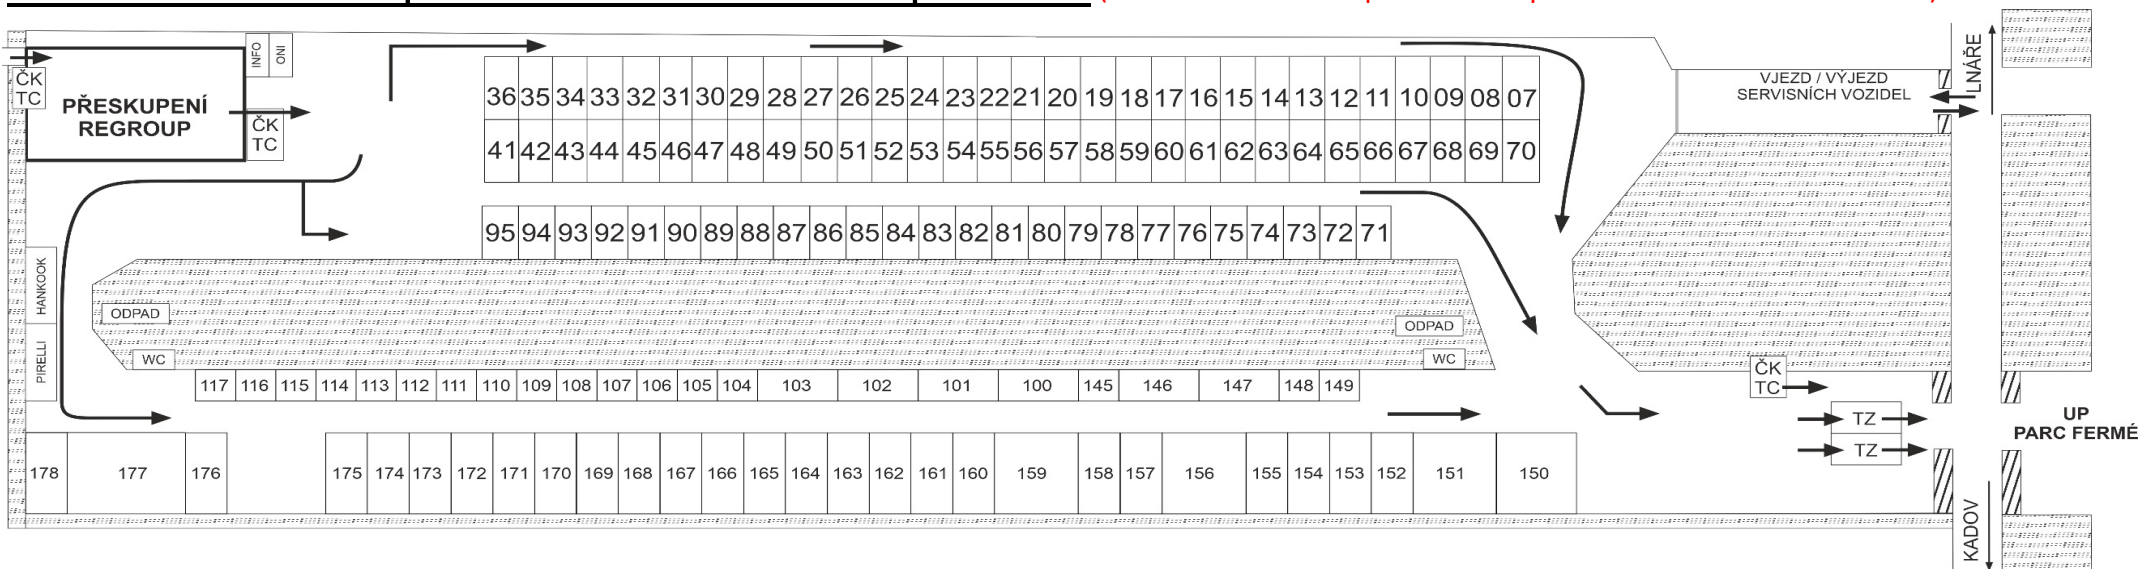 LNÁŘE
VJEZD / VÝJEZD
SERVISNÍCH VOZIDEL
INFO
ONI
ČK
TC
PŘESKUPENÍ
REGROUP
ČK
TC
36 35 34 33 32 31 30 29 28 27 26 25 24 23 22 21 20 19 18 17 16 15 14 13 12 11 10 09 08 07
41 42 43 44 45 46 47 48 49 50 51 52 53 54 55 56 57 58 59 60 61 62 63 64 65 66 67 68 69 70
95 94 93 92 91 90 89 88 87 86 85 84 83 82 81 80 79 78 77 76 75 74 73 72 71
HANKOOK
PIRELLI
ODPAD
WC
ODPAD
WC
117 116 115 114 113 112 111 110 109 108 107 106 105 104 103 102 101 100 145 146 147 148 149
ČK
TC
TZ
TZ
UP
PARC FERMÉ
178 177 176 175 174 173 172 171 170 169 168 167 166 165 164 163 162 161 160 159 158 157 156 155 154 153 152 151 150
KADOV